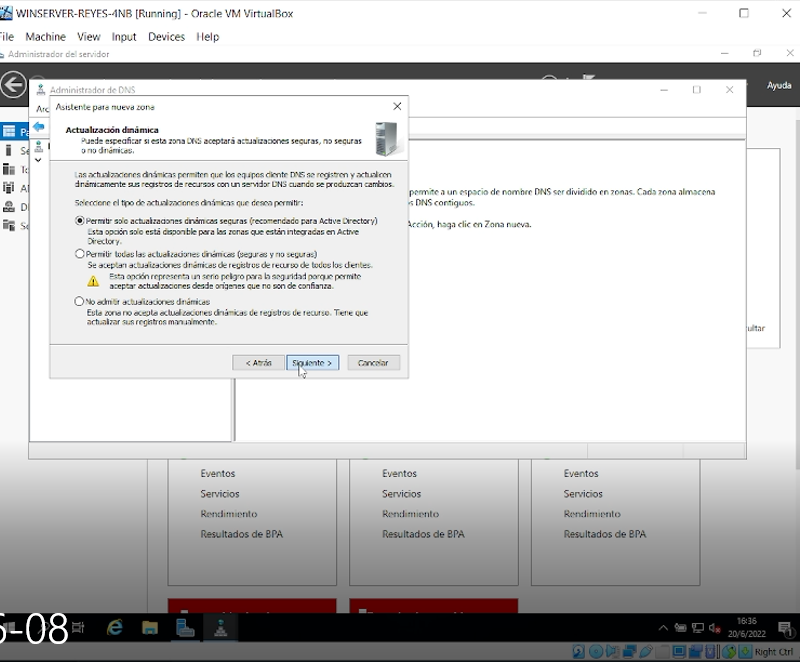 WINSERVER-REYES-4NB [Running] - Oracle VM VirtualBox
File Machine View Input Devices Help
Administrador del servidor
Administrador de DNS
Ayuda
Asistente para nueva zona
Actualización dinámica
Puede especificar si esta zona DNS aceptará actualizaciones seguras, no seguras
o no dinámicas.
Las actualizaciones dinámicas permiten que los equipos cliente DNS se registren y actualicen
dinámicamente sus registros de recursos con un servidor DNS cuando se produzcan cambios.
Seleccione el tipo de actualizaciones dinámicas que desea permitir:
Permitir solo actualizaciones dinámicas seguras (recomendado para Active Directory)
Esta opción solo está disponible para las zonas que están integradas en Active
Directory.
Permitir todas las actualizaciones dinámicas (seguras y no seguras)
Se aceptan actualizaciones dinámicas de registros de recurso de todos los clientes.
Esta opción representa un serio peligro para la seguridad porque permite
aceptar actualizaciones desde orígenes que no son de confianza.
No admitir actualizaciones dinámicas
Esta zona no acepta actualizaciones dinámicas de registros de recurso. Tiene que
actualizar sus registros manualmente.
< Atrás Siguiente > Cancelar
permite a un espacio de nombre DNS ser dividido en zonas. Cada zona almacena
DNS contiguos.
Acción, haga clic en Zona nueva.
ultar
Eventos Eventos Eventos
Servicios Servicios Servicios
Rendimiento Rendimiento Rendimiento
Resultados de BPA Resultados de BPA Resultados de BPA
6-08
16:36
20/6/2022
Right Ctrl